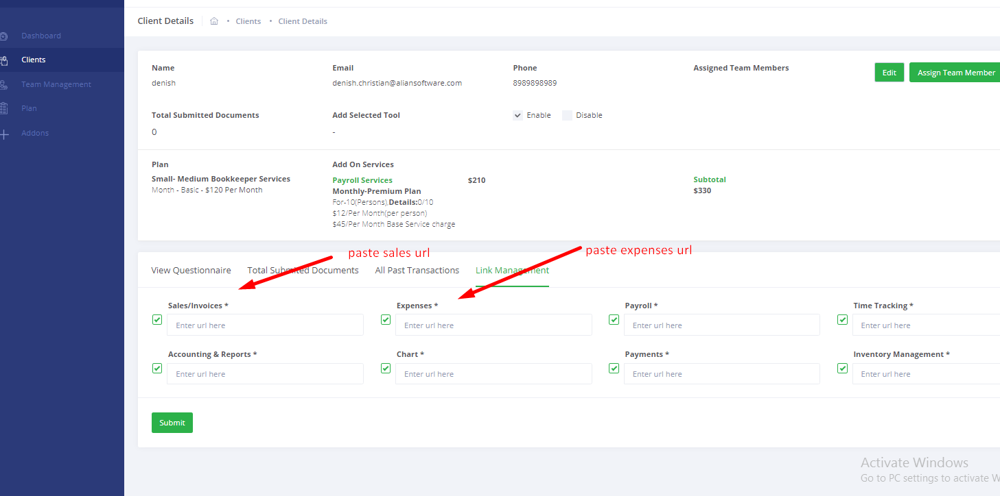 Client Details • Clients • Client Details
Dashboard
Clients
Team Management
Plan
Addons
Name
denish
Email
denish.christian@aliansoftware.com
Phone
8989898989
Assigned Team Members
Edit
Assign Team Member
Total Submitted Documents
0
Add Selected Tool
-
Enable
Disable
Plan
Small- Medium Bookkeeper Services
Month - Basic - $120 Per Month
Add On Services
Payroll Services $210
Monthly-Premium Plan
For-10(Persons),Details:0/10
$12/Per Month(per person)
$45/Per Month Base Service charge
Subtotal
$330
paste sales url
paste expenses url
View Questionnaire
Total Submitted Documents
All Past Transactions
Link Management
Sales/Invoices *
Enter url here
Expenses *
Enter url here
Payroll *
Enter url here
Time Tracking *
Enter url here
Accounting & Reports *
Enter url here
Chart *
Enter url here
Payments *
Enter url here
Inventory Management *
Enter url here
Submit
Activate Windows
Go to PC settings to activate W